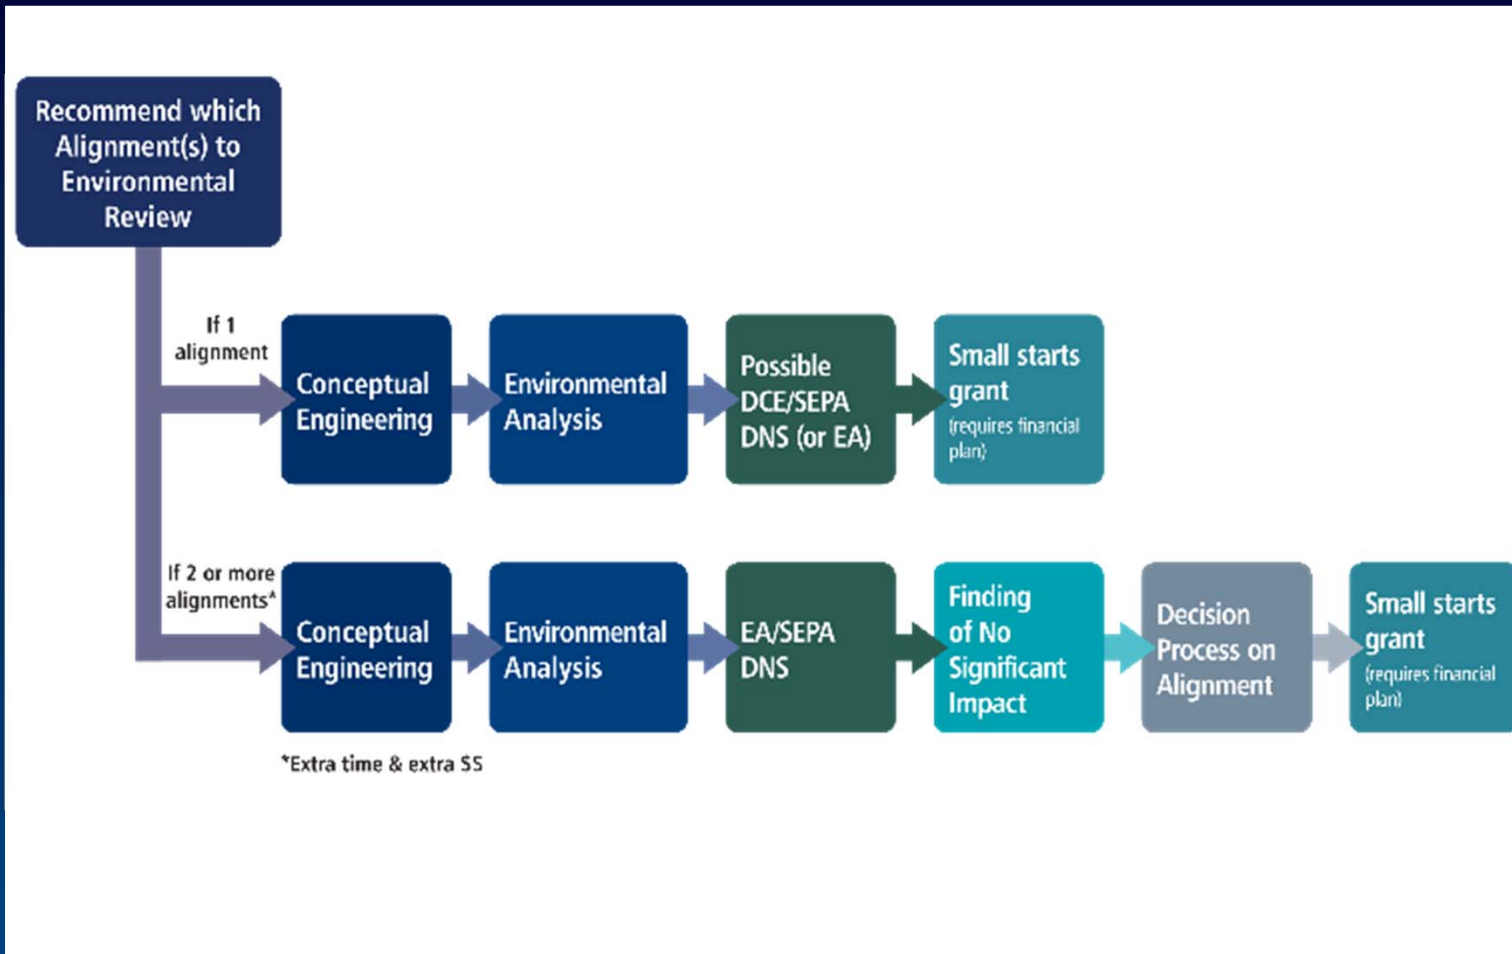 Recommend which
Alignment(s) to
Environmental
Review
If 1
alignment
Conceptual
Engineering
Environmental
Analysis
Possible
DCE/SEPA
DNS (or EA)
Small starts
grant
(requires financial
plan)
If 2 or more
alignments*
Conceptual
Engineering
Environmental
Analysis
EA/SEPA
DNS
Finding
of No
Significant
Impact
Decision
Process on
Alignment
Small starts
grant
(requires financial
plan)
*Extra time & extra $$